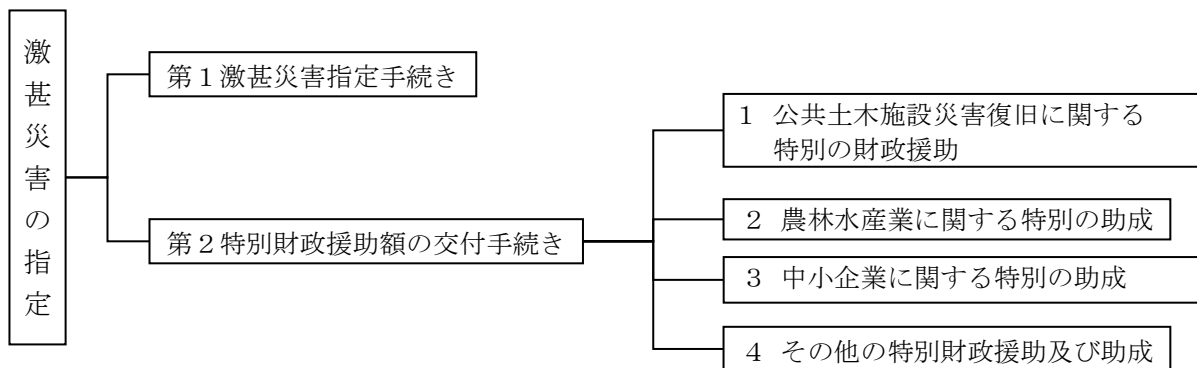 激甚災害の指定
第１激甚災害指定手続き
第２特別財政援助額の交付手続き
１ 公共土木施設災害復旧に関する
特別の財政援助
２ 農林水産業に関する特別の助成
３ 中小企業に関する特別の助成
４ その他の特別財政援助及び助成